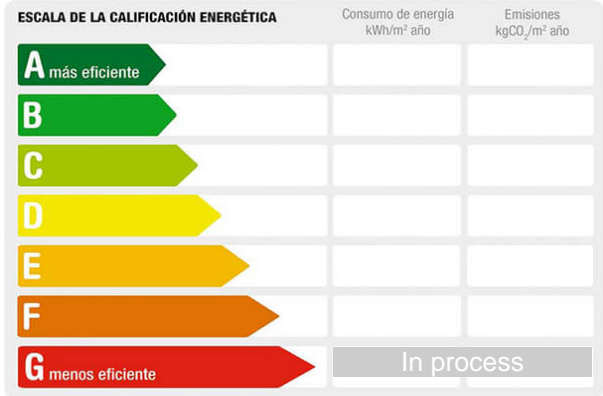 ESCALA DE LA CALIFICACIÓN ENERGÉTICA
Consumo de energía
kWh/m² año
Emisiones
kgCO₂/m² año
A más eficiente
B
C
D
E
F
G menos eficiente
In process